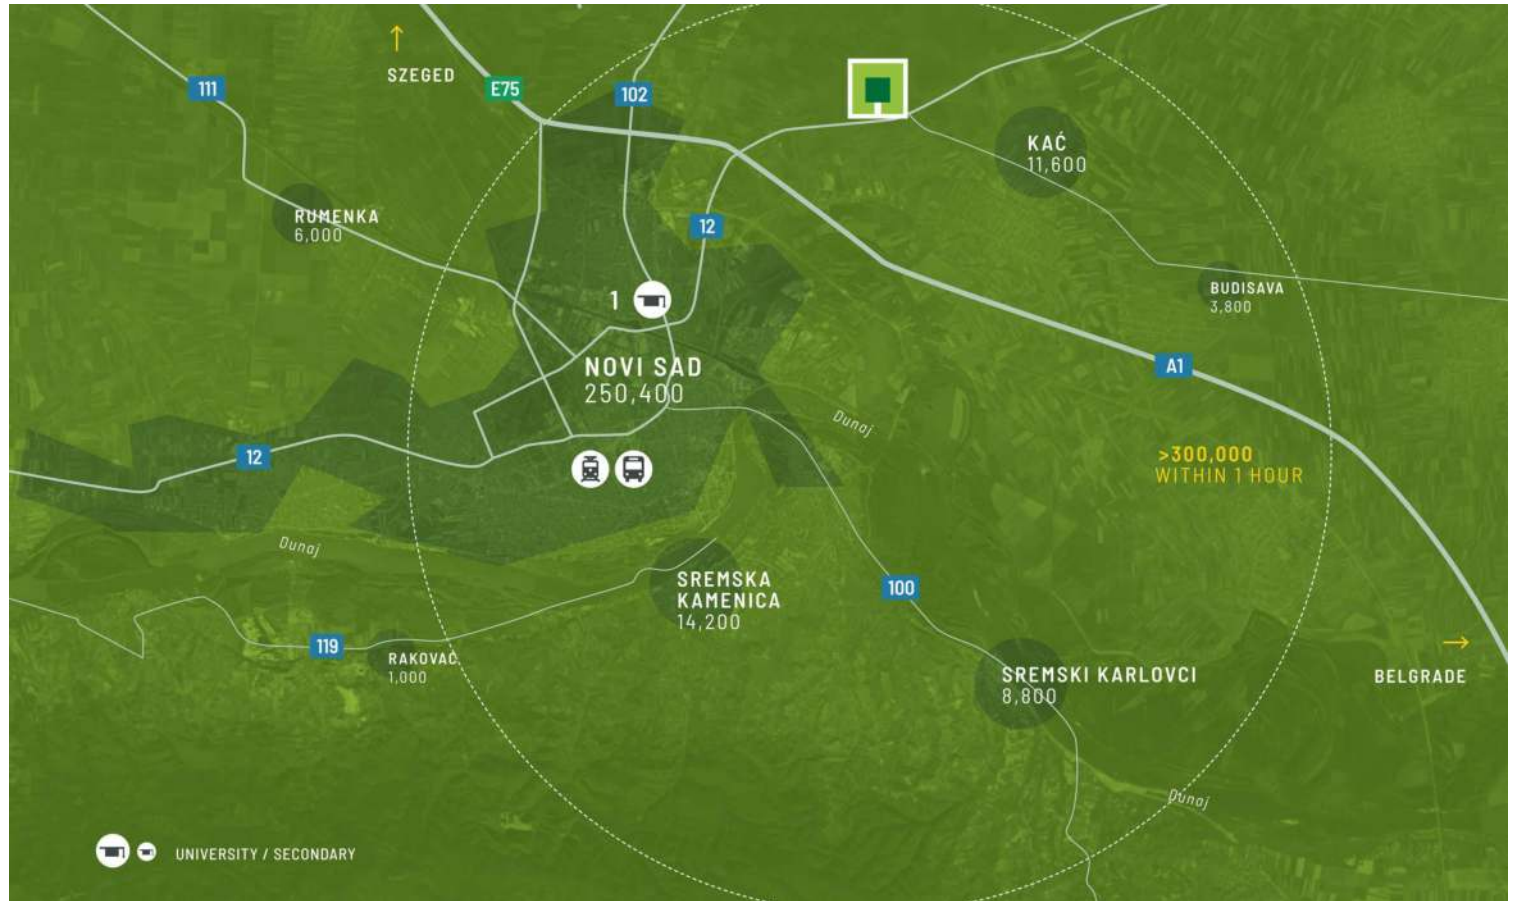 SZEGED
111
E75
102
KAĆ
11,600
RUMENKA
6,000
12
BUDISAVA
3,800
1
NOVI SAD
250,400
A1
Dunaj
12
>300,000
WITHIN 1 HOUR
Dunaj
SREMSKA
KAMENICA
14,200
100
119
RAKOVAĆ
1,000
SREMSKI KARLOVCI
8,800
BELGRADE
Dunaj
UNIVERSITY / SECONDARY